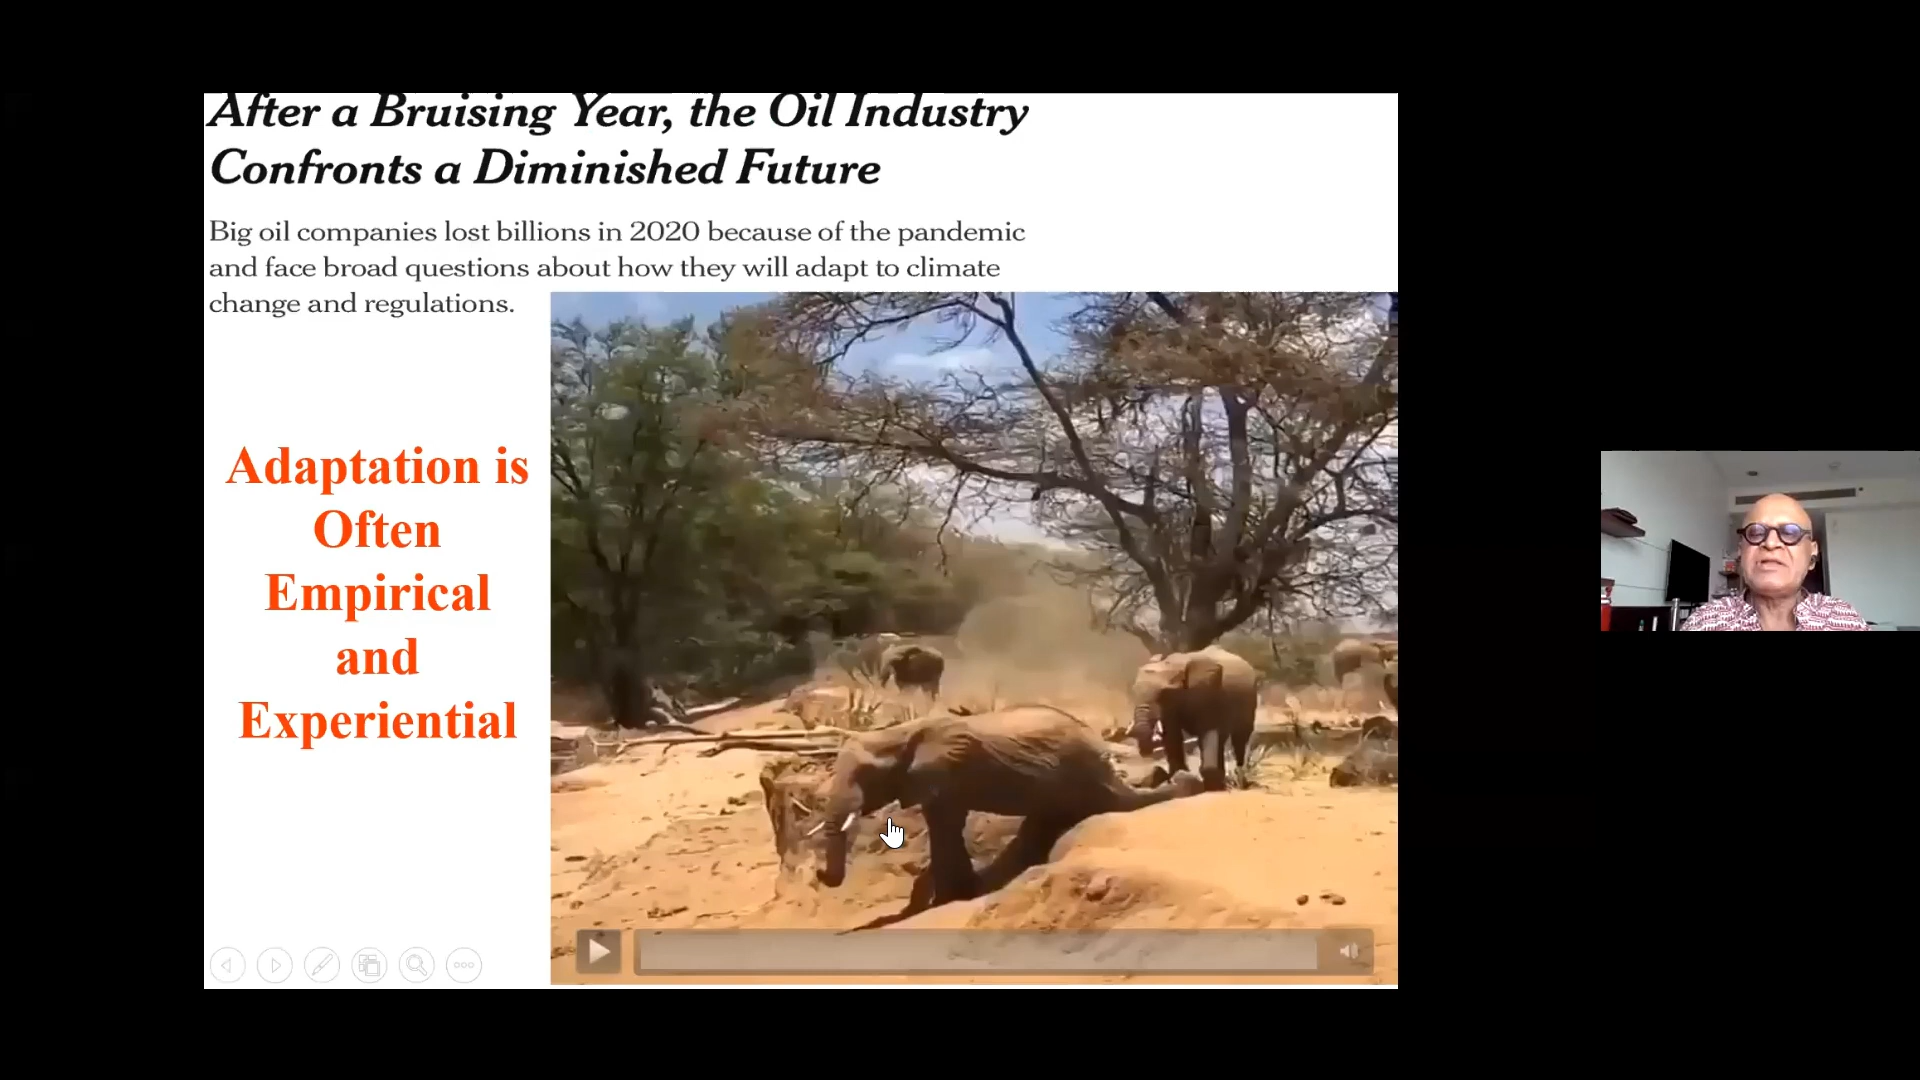 After a Bruising Year, the Oil Industry
Confronts a Diminished Future
Big oil companies lost billions in 2020 because of the pandemic
and face broad questions about how they will adapt to climate
change and regulations.
Adaptation is
Often
Empirical
and
Experiential